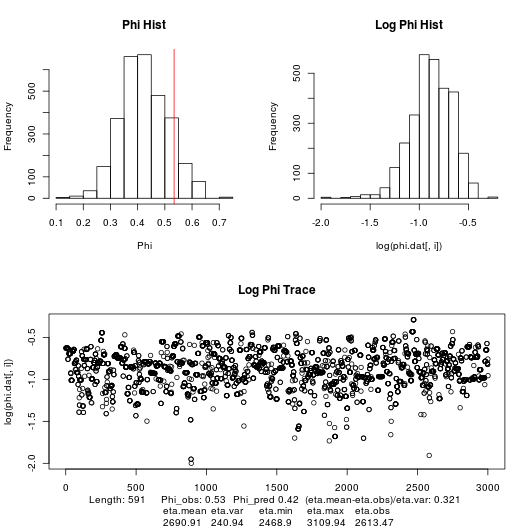 Phi Hist
Log Phi Hist
Frequency
0 100 300 500
0.1 0.2 0.3 0.4 0.5 0.6 0.7
Phi
Frequency
0 100 300 500
-2.0 -1.5 -1.0 -0.5
log(phi.dat[, i])
Log Phi Trace
log(phi.dat[, i])
-0.5 -1.0 -1.5 -2.0
0 500 1000 1500 2000 2500 3000
Length: 591 Phi_obs: 0.53 Phi_pred 0.42 (eta.mean-eta.obs)/eta.var: 0.321
eta.mean eta.var eta.min eta.max eta.obs
2690.91 240.94 2468.9 3109.94 2613.47